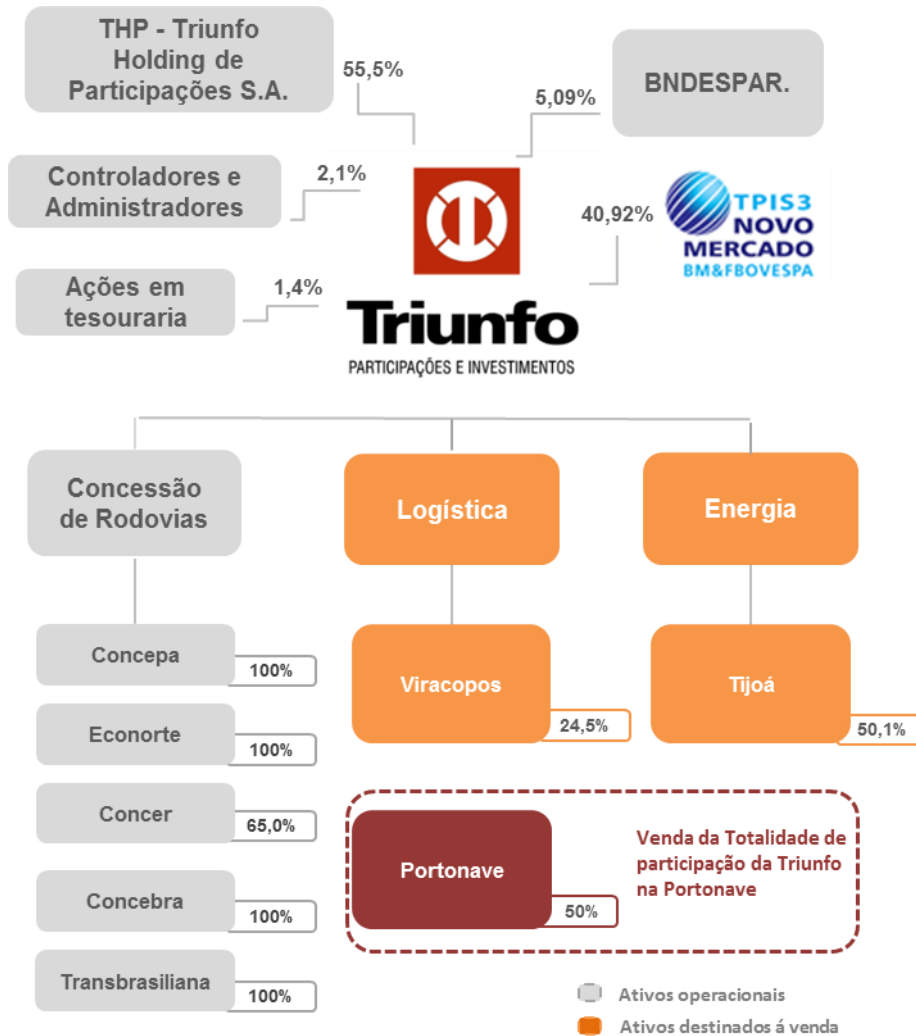 THP - Triunfo
Holding de
Participações S.A.
55,5%
5,09%
BNDESPAR.
Controladores e
Administradores
2,1%
40,92%
TPIS3
NOVO
MERCADO
BM&FBOVESPA
Ações em
tesouraria
1,4%
Triunfo
PARTICIPAÇÕES E INVESTIMENTOS
Concessão
de Rodovias
Logística
Energia
Concepa
100%
Econorte
100%
Concer
65,0%
Concebra
100%
Transbrasiliana
100%
Viracopos
24,5%
Tijoá
50,1%
Portonave
50%
Venda da Totalidade de
participação da Triunfo
na Portonave
Ativos operacionais
Ativos destinados á venda